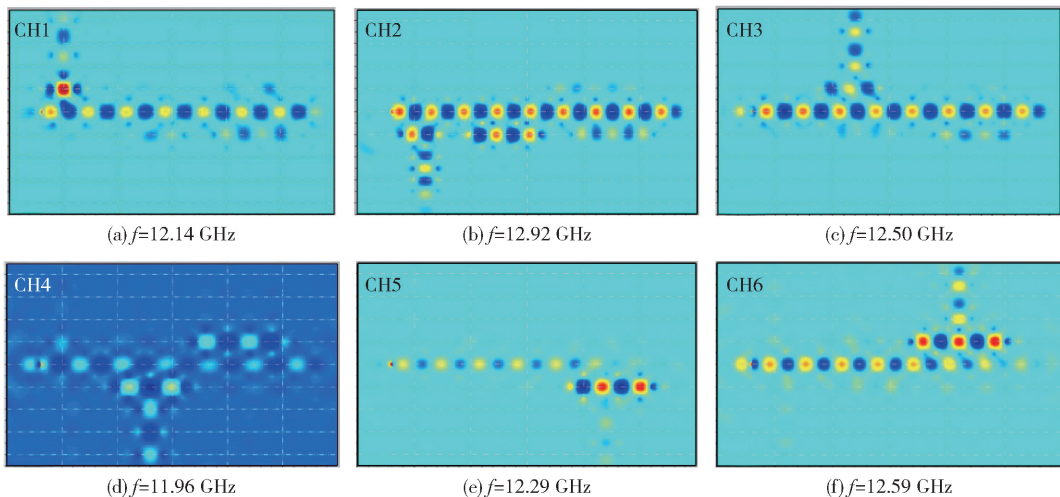 CH1 CH2 CH3
(a) f=12.14 GHz (b) f=12.92 GHz (c) f=12.50 GHz
CH4 CH5 CH6
(d) f=11.96 GHz (e) f=12.29 GHz (f) f=12.59 GHz